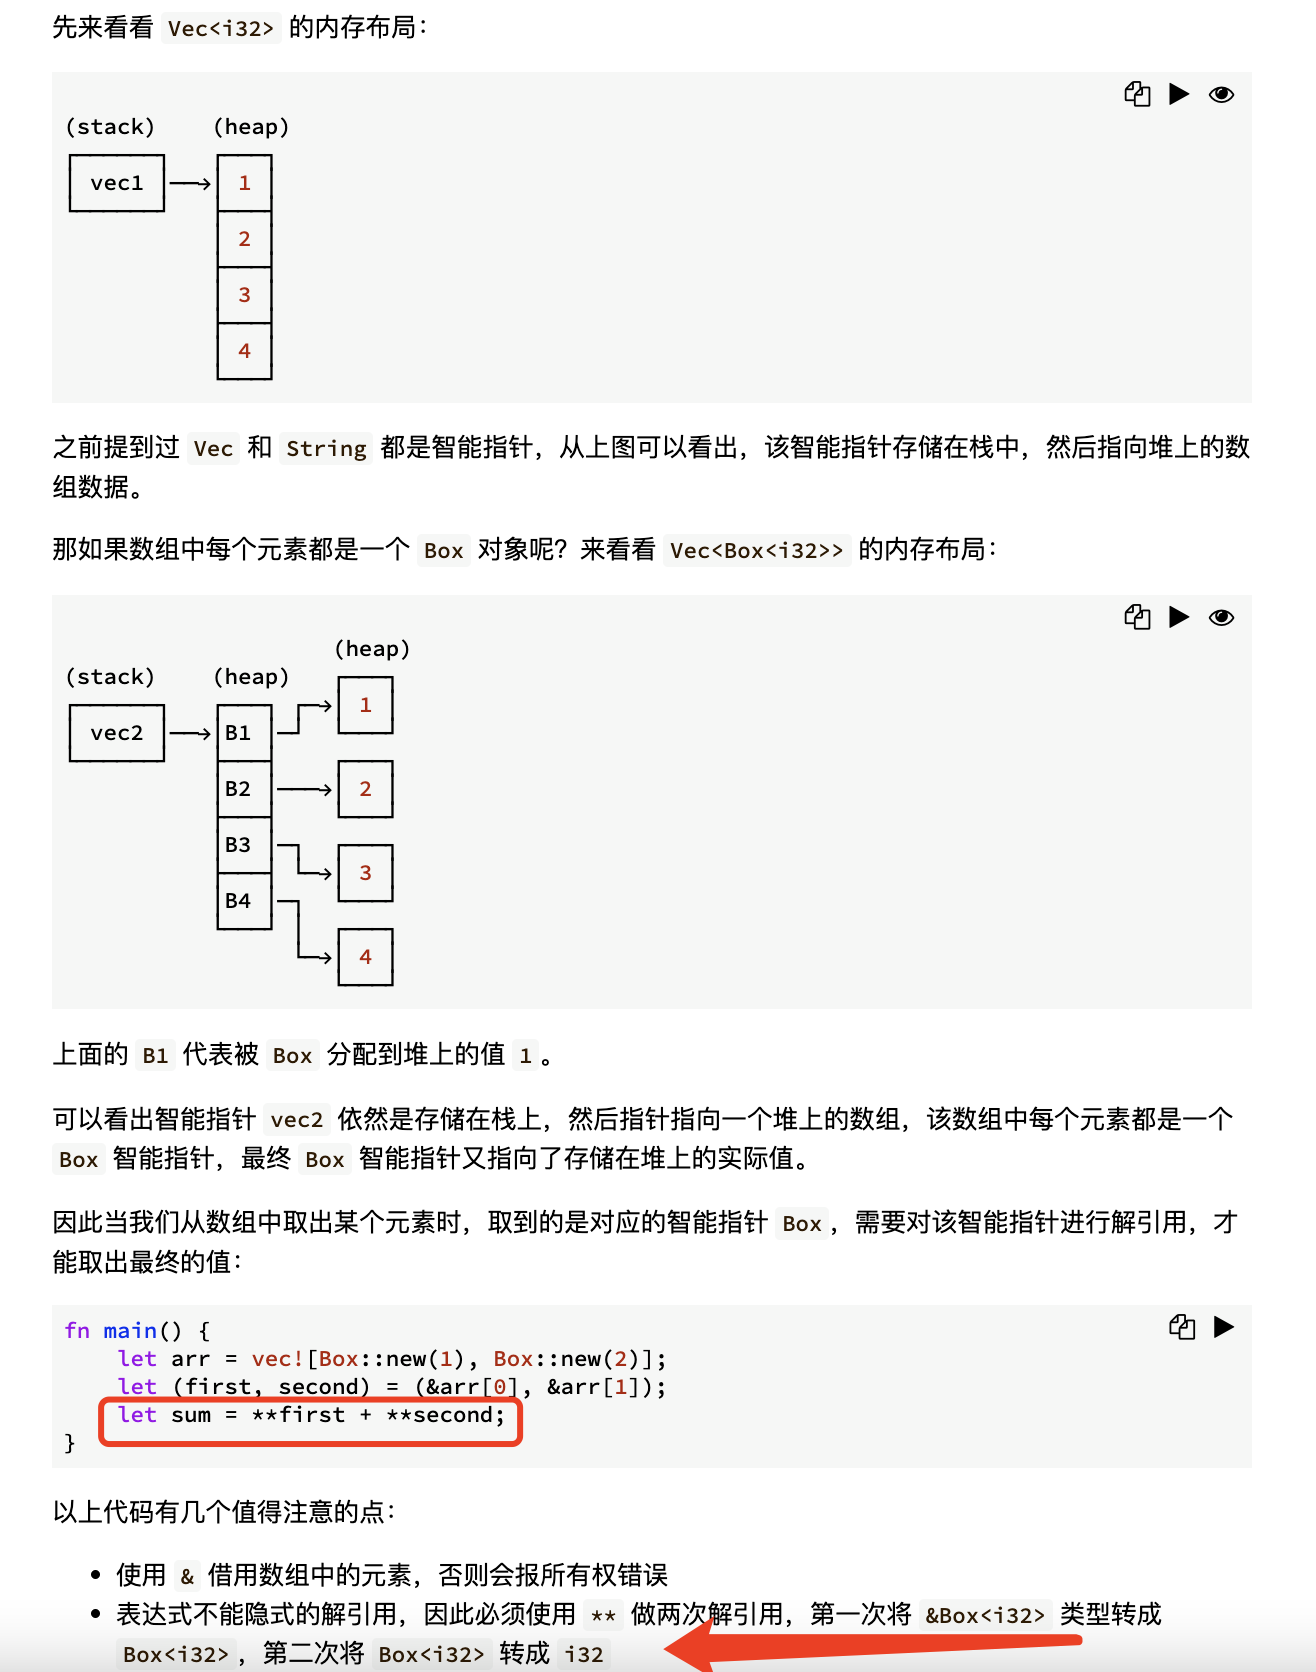 先来看看 Vec<i32> 的内存布局：
(stack) (heap)
vec1 1
2
3
4
之前提到过 Vec 和 String 都是智能指针，从上图可以看出，该智能指针存储在栈中，然后指向堆上的数
组数据。
那如果数组中每个元素都是一个 Box 对象呢？来看看 Vec<Box<i32>> 的内存布局：
(heap)
(stack) (heap)
1
vec2 B1
B2 2
B3
3
B4
4
上面的 B1 代表被 Box 分配到堆上的值 1 。
可以看出智能指针 vec2 依然是存储在栈上，然后指针指向一个堆上的数组，该数组中每个元素都是一个
Box 智能指针，最终 Box 智能指针又指向了存储在堆上的实际值。
因此当我们从数组中取出某个元素时，取到的是对应的智能指针 Box ，需要对该智能指针进行解引用，才
能取出最终的值：
fn main() {
let arr = vec![Box::new(1), Box::new(2)];
let (first, second) = (&arr[0], &arr[1]);
let sum = **first + **second;
}
以上代码有几个值得注意的点：
• 使用 & 借用数组中的元素，否则会报所有权错误
• 表达式不能隐式的解引用，因此必须使用 ** 做两次解引用，第一次将 &Box<i32> 类型转成
Box<i32> ，第二次将 Box<i32> 转成 i32